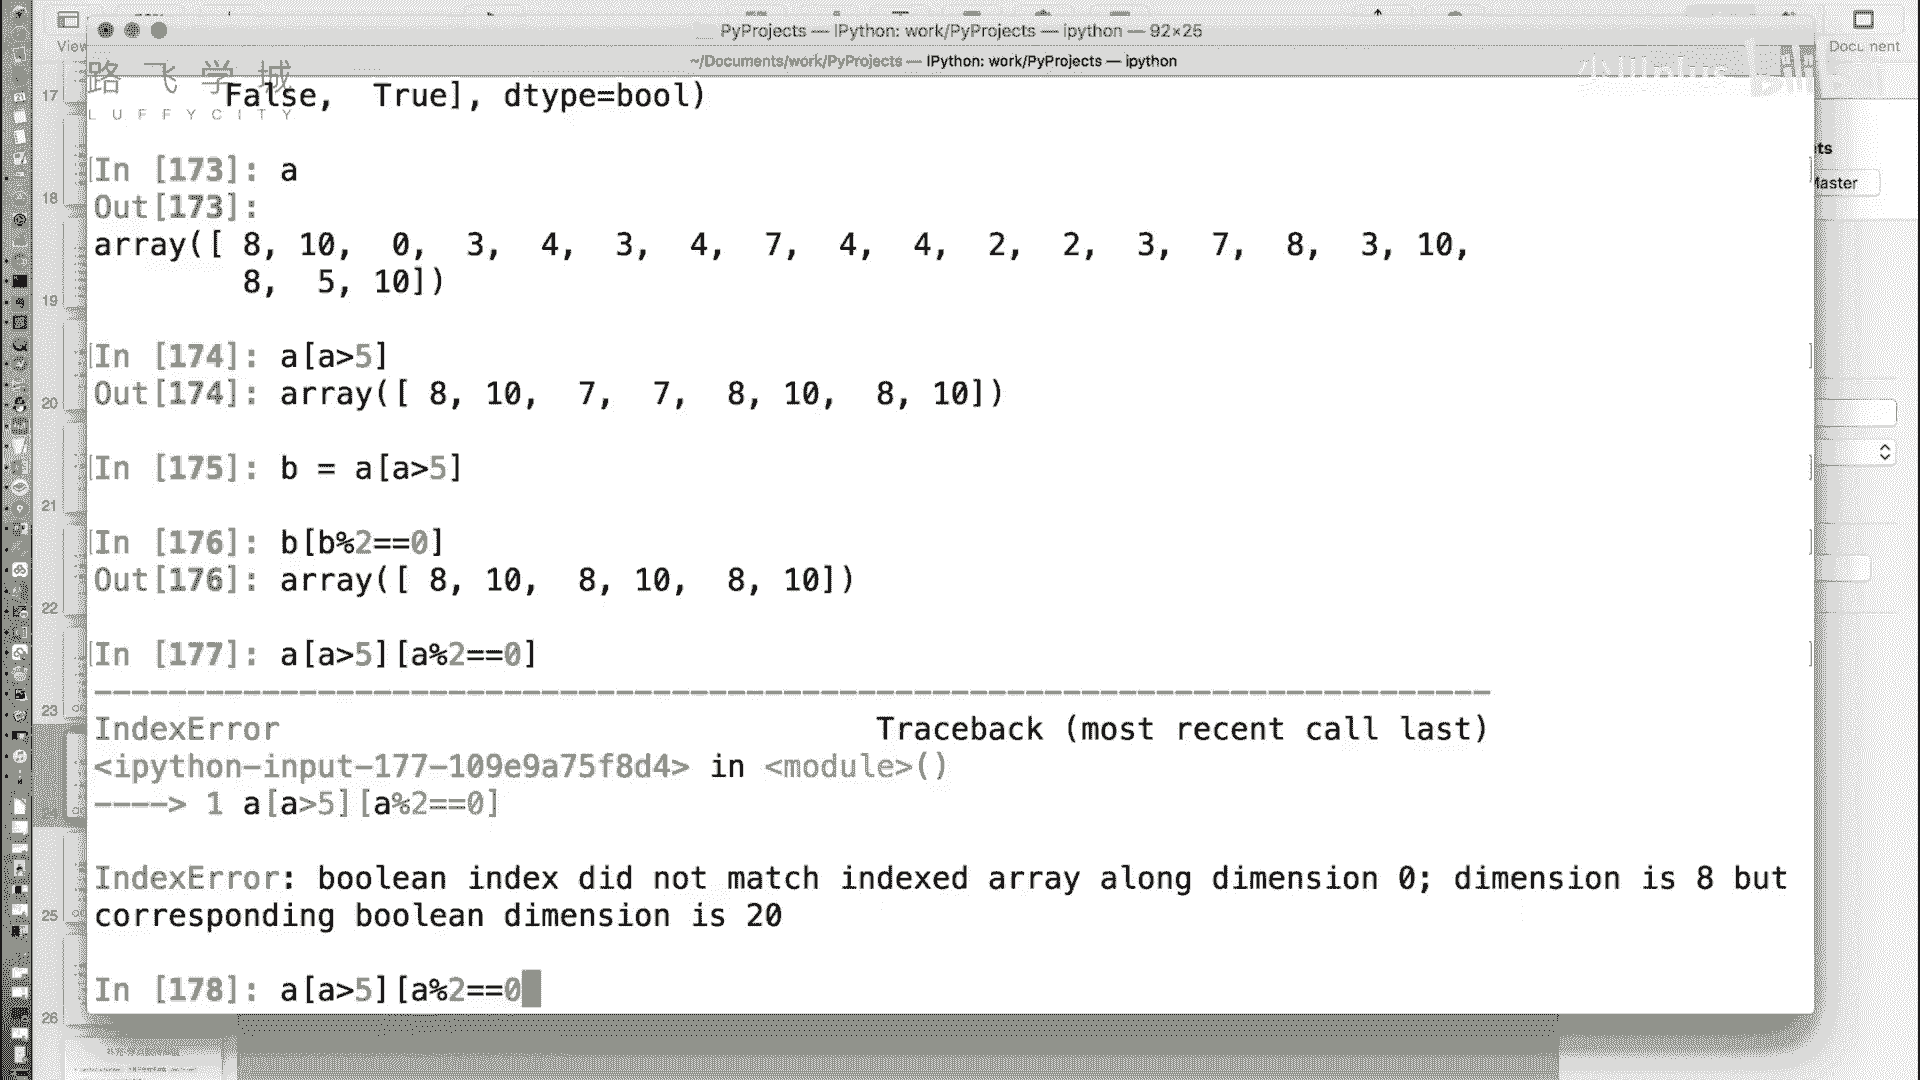 PyProjects — IPython: work/PyProjects — ipython — 92×25
View
Document
~/Documents/work/PyProjects — IPython: work/PyProjects — ipython
路飞学城
LUFFYCITY
False,  True], dtype=bool)
In [173]: a
Out[173]:
array([ 8, 10,  0,  3,  4,  3,  4,  7,  4,  4,  2,  2,  3,  7,  8,  3, 10,
8,  5, 10])
In [174]: a[a>5]
Out[174]: array([ 8, 10,  7,  7,  8, 10,  8, 10])
In [175]: b = a[a>5]
In [176]: b[b%2==0]
Out[176]: array([ 8, 10,  8, 10,  8, 10])
In [177]: a[a>5][a%2==0]
---------------------------------------------------------------------------
IndexError                                Traceback (most recent call last)
<ipython-input-177-109e9a75f8d4> in <module>()
----> 1 a[a>5][a%2==0]
IndexError: boolean index did not match indexed array along dimension 0; dimension is 8 but
corresponding boolean dimension is 20
In [178]: a[a>5][a%2==0
17
18
19
20
21
22
23
25
26